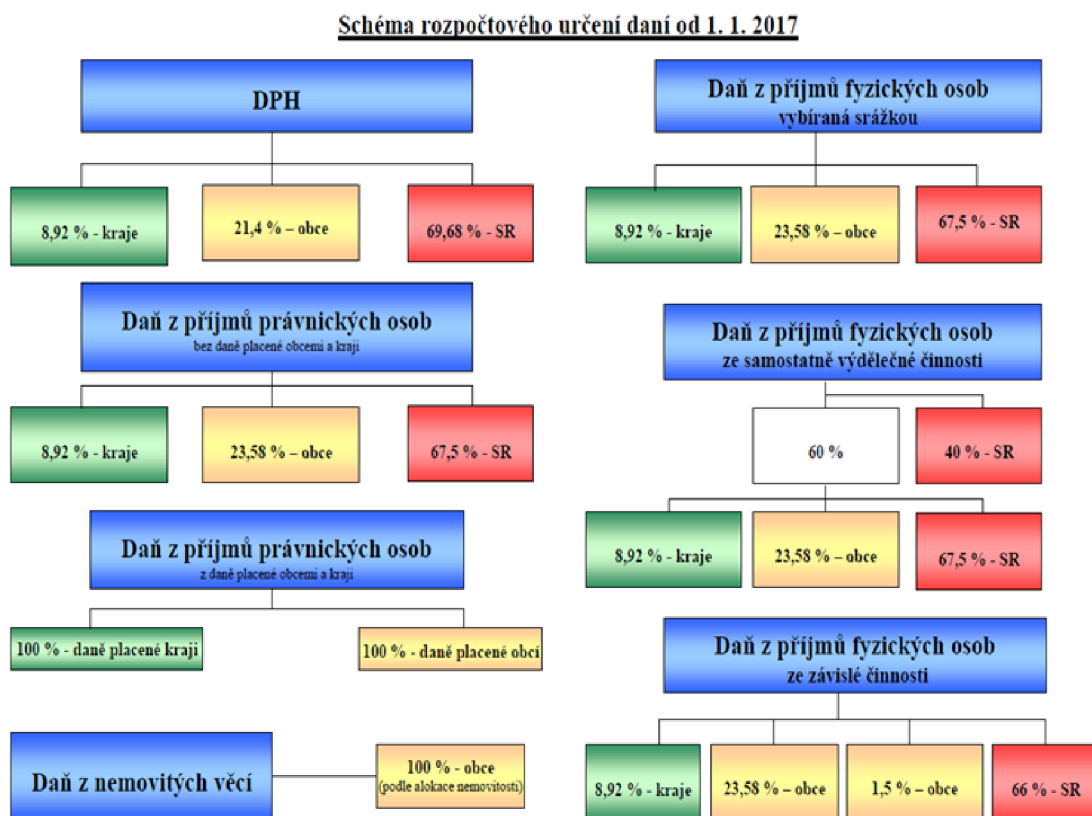 Schéma rozpočtového určení daní od 1. 1. 2017
DPH
8,92 % - kraje
21,4 % – obce
69,68 % - SR
Daň z příjmů fyzických osob
vybíraná srážkou
8,92 % - kraje
23,58 % – obce
67,5 % - SR
Daň z příjmů právnických osob
bez daně placené obcemi a kraji
8,92 % - kraje
23,58 % – obce
67,5 % - SR
Daň z příjmů fyzických osob
ze samostatně výdělečné činnosti
60 %
40 % - SR
8,92 % - kraje
23,58 % – obce
67,5 % - SR
Daň z příjmů právnických osob
z daně placené obcemi a kraji
100 % - daně placené kraji
100 % - daně placené obcí
Daň z příjmů fyzických osob
ze závislé činnosti
8,92 % - kraje
23,58 % – obce
1,5 % – obce
66 % - SR
Daň z nemovitých věcí
100 % - obce
(podle alokace nemovitosti)